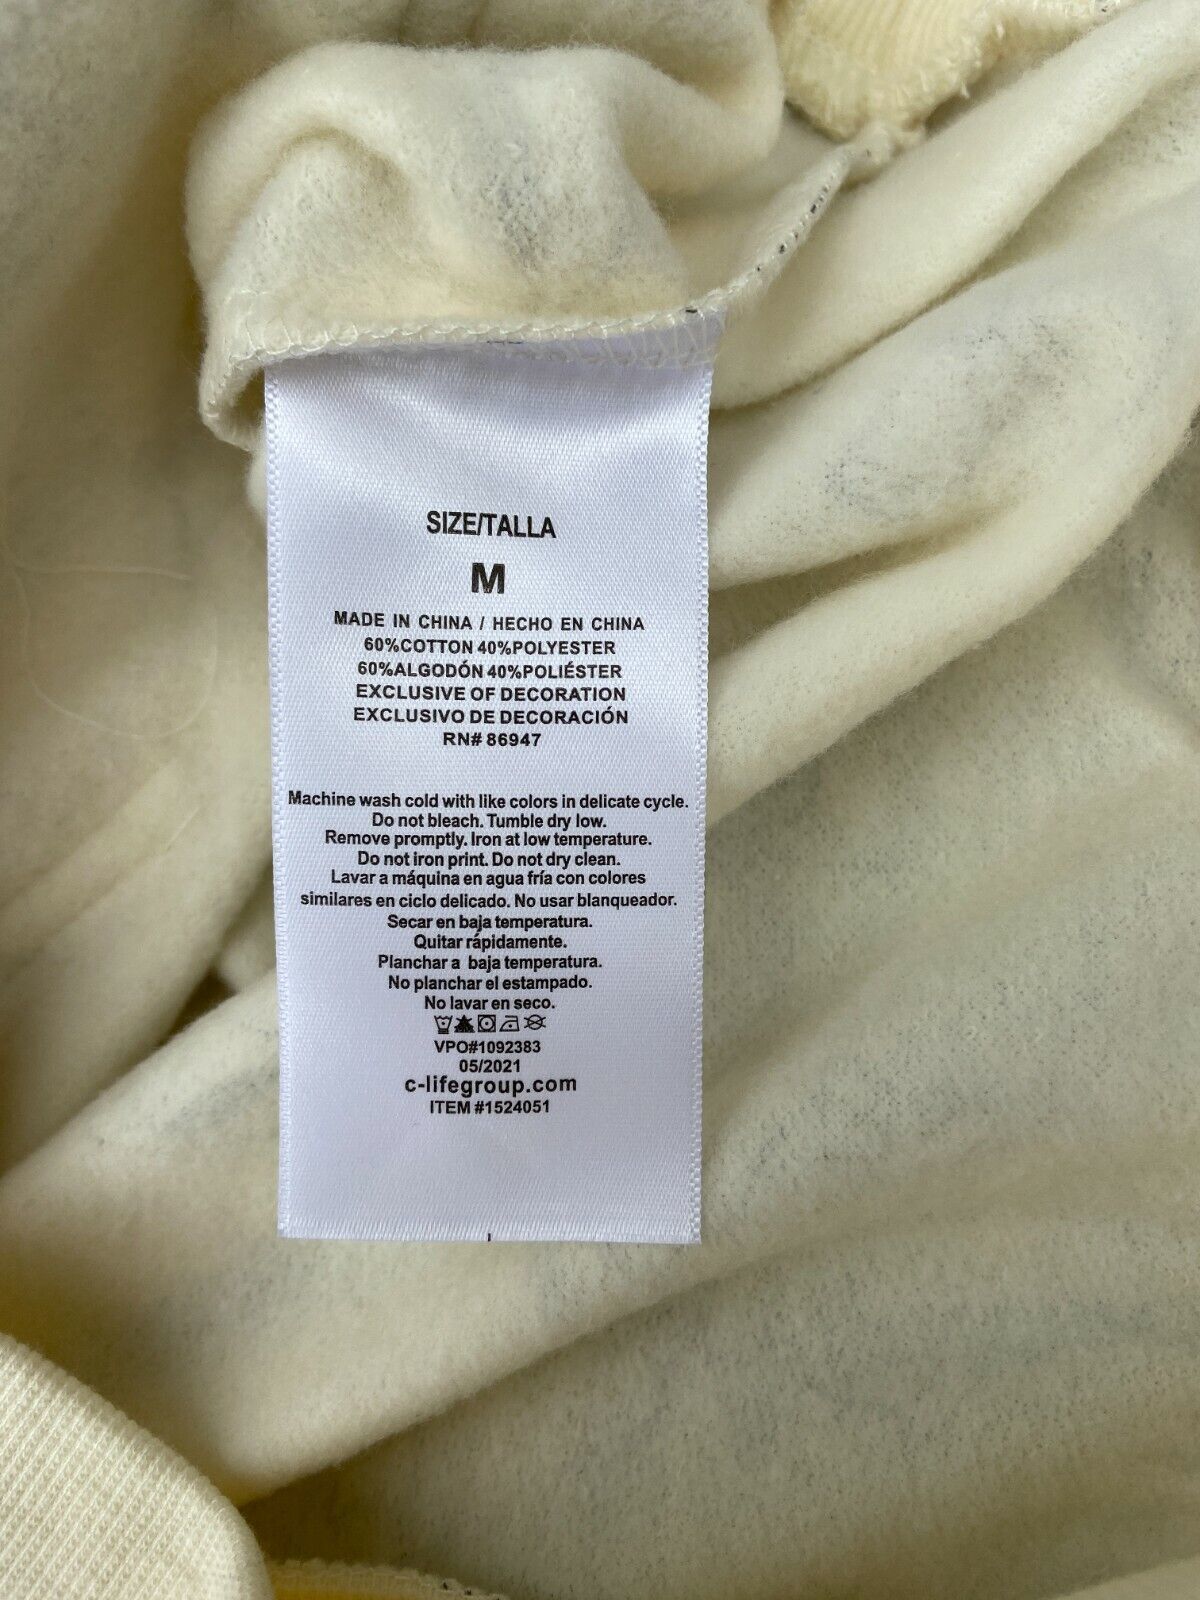 SIZE/TALLA
M
MADE IN CHINA / HECHO EN CHINA
60%COTTON 40%POLYESTER
60%ALGODÓN 40%POLIÉSTER
EXCLUSIVE OF DECORATION
EXCLUSIVO DE DECORACIÓN
RN# 86947
Machine wash cold with like colors in delicate cycle.
Do not bleach. Tumble dry low.
Remove promptly. Iron at low temperature.
Do not iron print. Do not dry clean.
Lavar a máquina en agua fría con colores
similares en ciclo delicado. No usar blanqueador.
Secar en baja temperatura.
Quitar rápidamente.
Planchar a baja temperatura.
No planchar el estampado.
No lavar en seco.
VPO#1092383
05/2021
c-lifegroup.com
ITEM #1524051